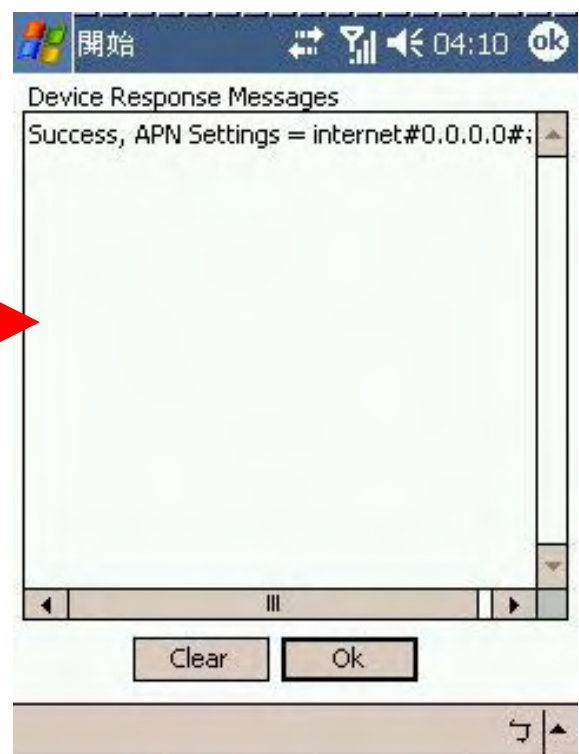 開始 04:10 ok
Device Response Messages
Success, APN Settings = internet#0.0.0.0#;
Clear Ok
ㄅ